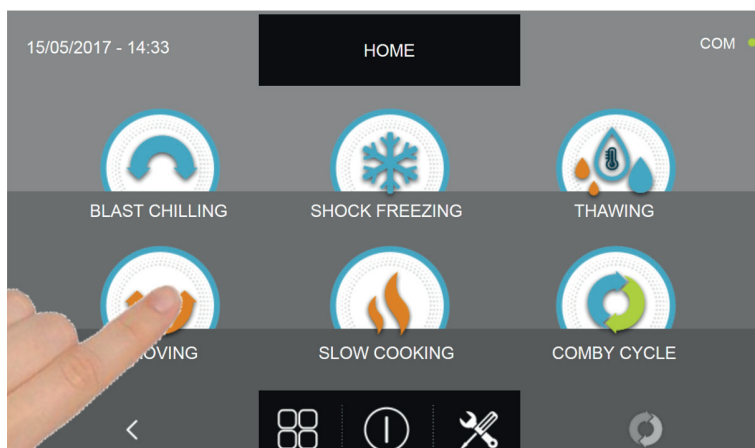 15/05/2017 - 14:33
HOME
COM
BLAST CHILLING
SHOCK FREEZING
THAWING
SLOW COOKING
COMBY CYCLE